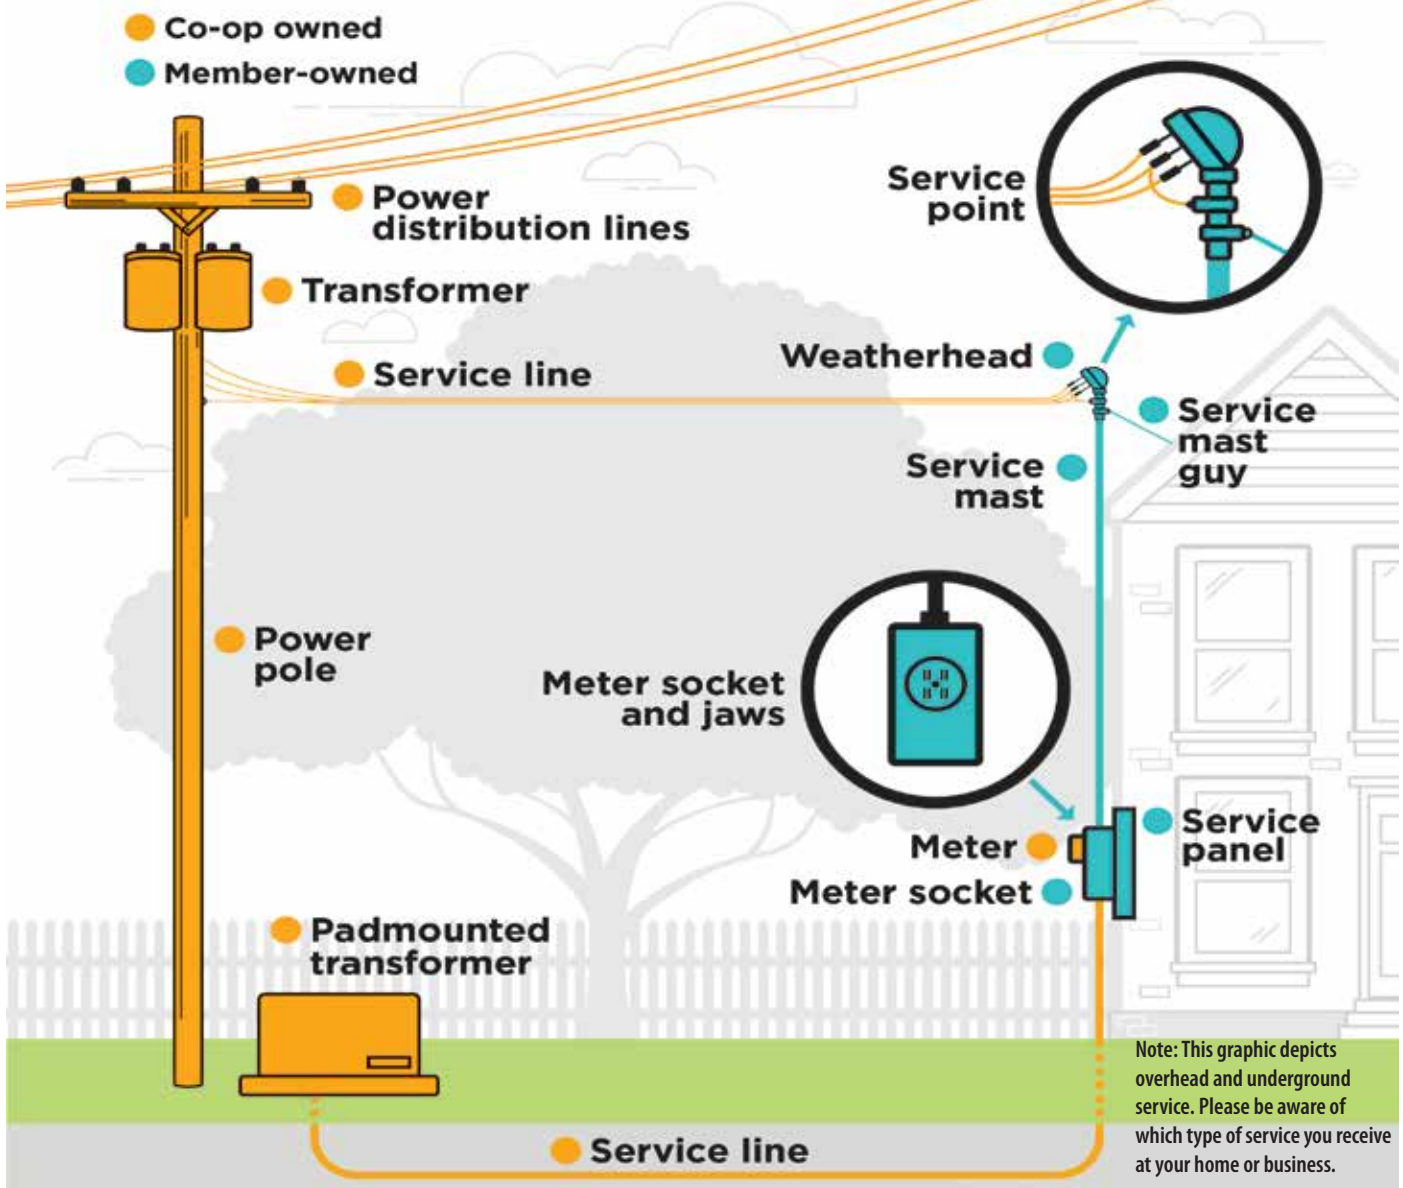 Co-op owned
Member-owned
Power
distribution lines
Service
point
Transformer
Weatherhead
Service line
Service
mast
guy
Service
mast
Power
pole
Meter socket
and jaws
Service
panel
Meter
Meter socket
Padmounted
transformer
Note: This graphic depicts
overhead and underground
service. Please be aware of
which type of service you receive
at your home or business.
Service line